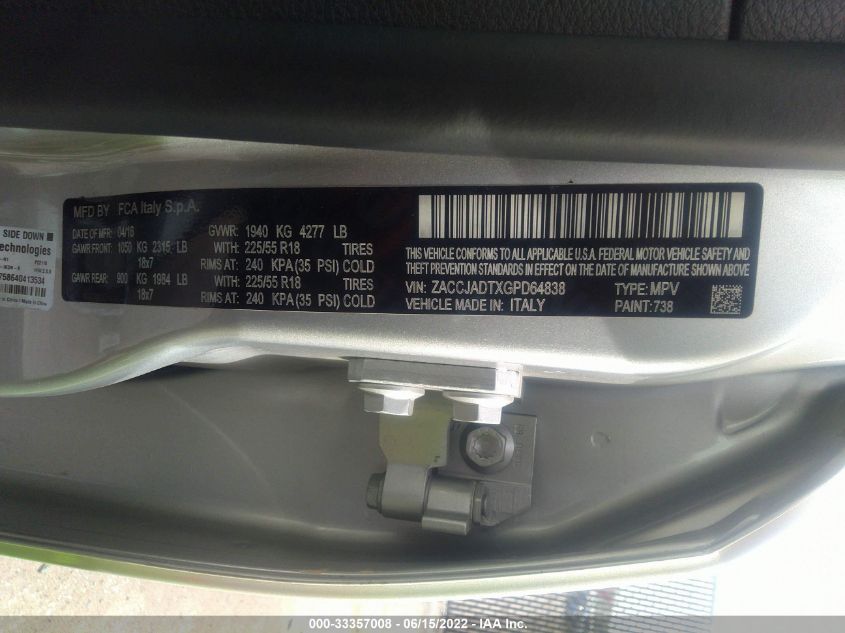 MFD BY FCA Italy S.p.A.
DATE OF MFR: 04/16 GVWR: 1940 KG 4277 LB
GAWR FRONT: 1050 KG 2315 LB WITH: 225/55 R18 TIRES
18x7 RIMS AT: 240 KPA(35 PSI) COLD
GAWR REAR: 900 KG 1984 LB WITH: 225/55 R18 TIRES
18x7 RIMS AT: 240 KPA(35 PSI) COLD
THIS VEHICLE CONFORMS TO ALL APPLICABLE U.S.A. FEDERAL MOTOR VEHICLE SAFETY,
BUMPER, AND THEFT PREVENTION STANDARDS IN EFFECT ON THE DATE OF MANUFACTURE SHOWN ABOVE.
VIN: ZACCJADTXGPD64838 TYPE: MPV
VEHICLE MADE IN: ITALY PAINT: 738
SIDE DOWN
echnologies
758640413534
000-33357008 - 06/15/2022 - IAA Inc.